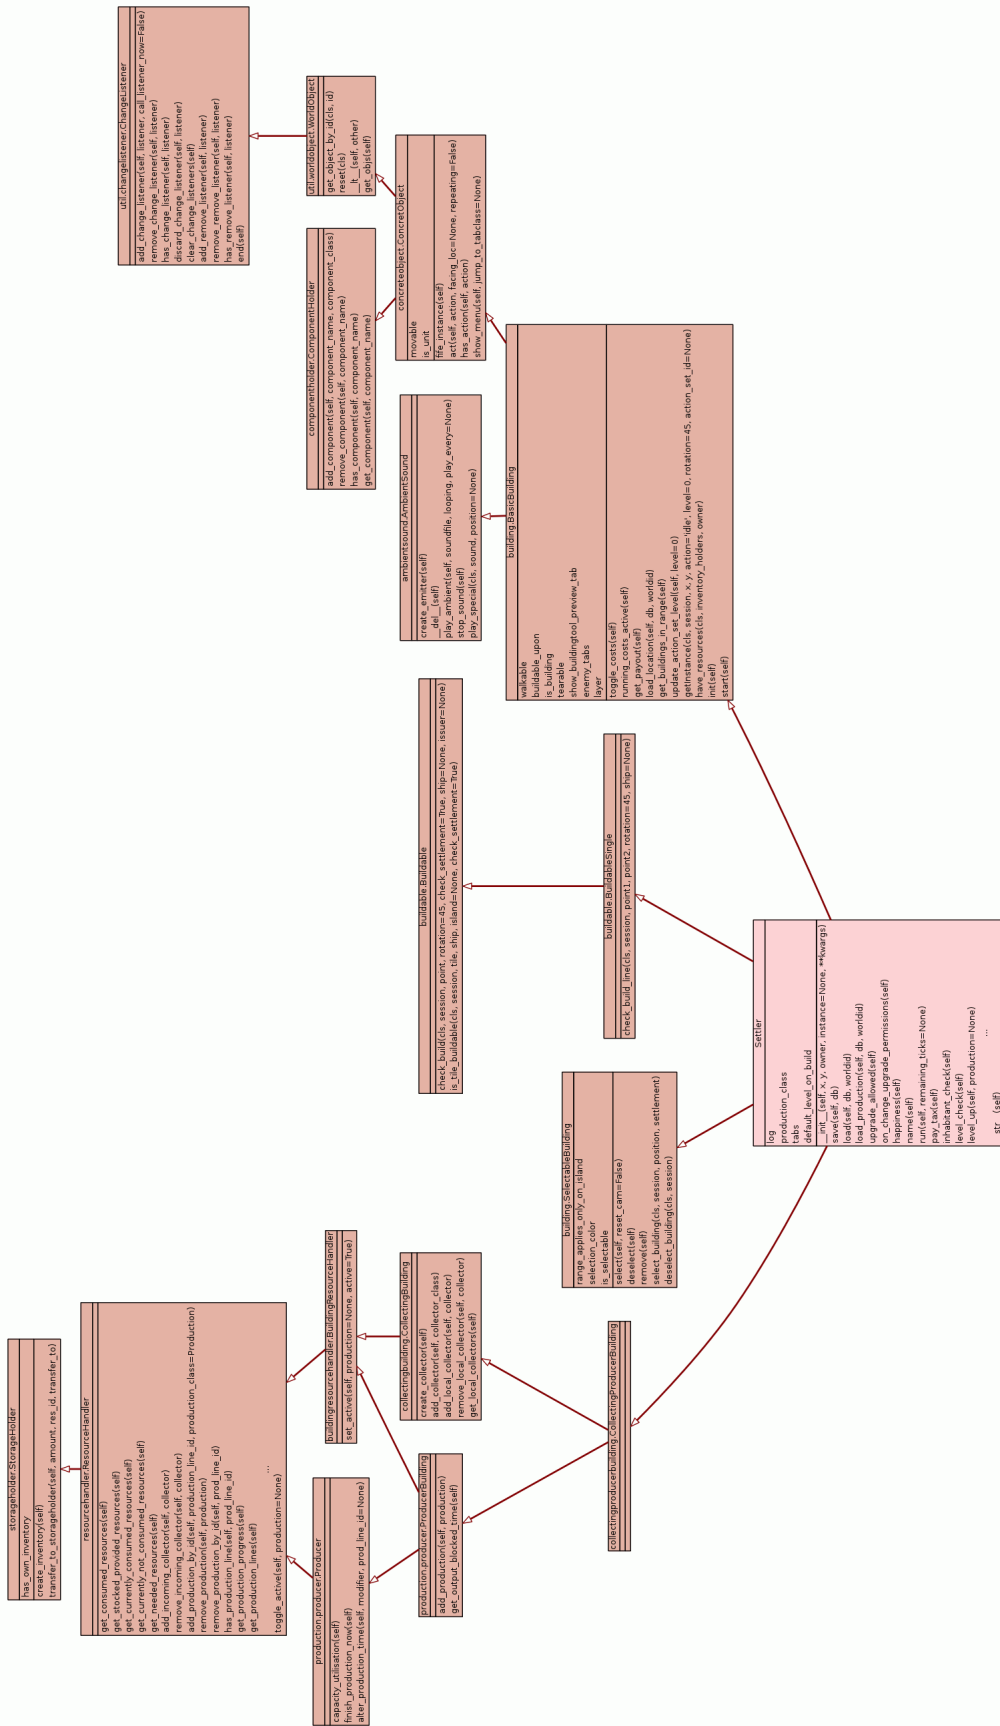 storageholder.StorageHolder
has_own_inventory
create_inventory(self)
transfer_to_storageholder(self, amount, res_id, transfer_to)
resourcehandler.ResourceHandler
get_consumed_resources(self)
get_stocked_provided_resources(self)
get_currently_consumed_resources(self)
get_currently_not_consumed_resources(self)
get_needed_resources(self)
add_incoming_collector(self, collector)
remove_incoming_collector(self, collector)
add_production_by_id(self, production_line_id, production_class=Production)
remove_production(self, production)
remove_production_by_id(self, prod_line_id)
has_production_line(self, prod_line_id)
get_production_progress(self)
get_production_lines(self)
...
toggle_active(self, production=None)
util.changelistener.ChangeListener
add_change_listener(self, listener, call_listener_now=False)
remove_change_listener(self, listener)
has_change_listener(self, listener)
discard_change_listener(self, listener)
clear_change_listeners(self)
add_remove_listener(self, listener)
remove_remove_listener(self, listener)
has_remove_listener(self, listener)
end(self)
production.producer.Producer
capacity_utilisation(self)
finish_production_now(self)
alter_production_time(self, modifier, prod_line_id=None)
buildingresourcehandler.BuildingResourceHandler
set_active(self, production=None, active=True)
componentholder.ComponentHolder
add_component(self, component_name, component_class)
remove_component(self, component_name)
has_component(self, component_name)
get_component(self, component_name)
util.worldobject.WorldObject
get_object_by_id(cls, id)
reset(cls)
__lt__(self, other)
get_objs(self)
production.producer.ProducerBuilding
add_production(self, production)
get_output_blocked_time(self)
collectingbuilding.CollectingBuilding
create_collector(self)
add_collector(self, collector_class)
add_local_collector(self, collector)
remove_local_collector(self, collector)
get_local_collectors(self)
buildable.Buildable
check_build(cls, session, point, rotation=45, check_settlement=True, ship=None, issuer=None)
is_tile_buildable(cls, session, tile, ship, island=None, check_settlement=True)
ambientsound.AmbientSound
create_emitter(self)
__del__(self)
play_ambient(self, soundfile, looping, play_every=None)
stop_sound(self)
play_special(cls, sound, position=None)
concreteobject.ConcretObject
movable
is_unit
fife_instance(self)
act(self, action, facing_loc=None, repeating=False)
has_action(self, action)
show_menu(self, jump_to_tabclass=None)
collectingproducerbuilding.CollectingProducerBuilding
building.SelectableBuilding
range_applies_only_on_island
selection_color
is_selectable
select(self, reset_cam=False)
deselect(self)
remove(self)
select_building(cls, session, position, settlement)
deselect_building(cls, session)
buildable.BuildableSingle
check_build_line(cls, session, point1, point2, rotation=45, ship=None)
building.BasicBuilding
walkable
buildable_upon
is_building
tearable
show_buildingtool_preview_tab
enemy_tabs
layer
toggle_costs(self)
running_costs_active(self)
get_payout(self)
load_location(self, db, worldid)
get_buildings_in_range(self)
update_action_set_level(self, level=0)
getInstance(cls, session, x, y, action='idle', level=0, rotation=45, action_set_id=None)
have_resources(cls, inventory_holders, owner)
init(self)
start(self)
Settler
log
production_class
tabs
default_level_on_build
__init__(self, x, y, owner, instance=None, **kwargs)
save(self, db)
load(self, db, worldid)
load_production(self, db, worldid)
upgrade_allowed(self)
on_change_upgrade_permissions(self)
happiness(self)
name(self)
run(self, remaining_ticks=None)
pay_tax(self)
inhabitant_check(self)
level_check(self)
level_up(self, production=None)
...
__str__(self)